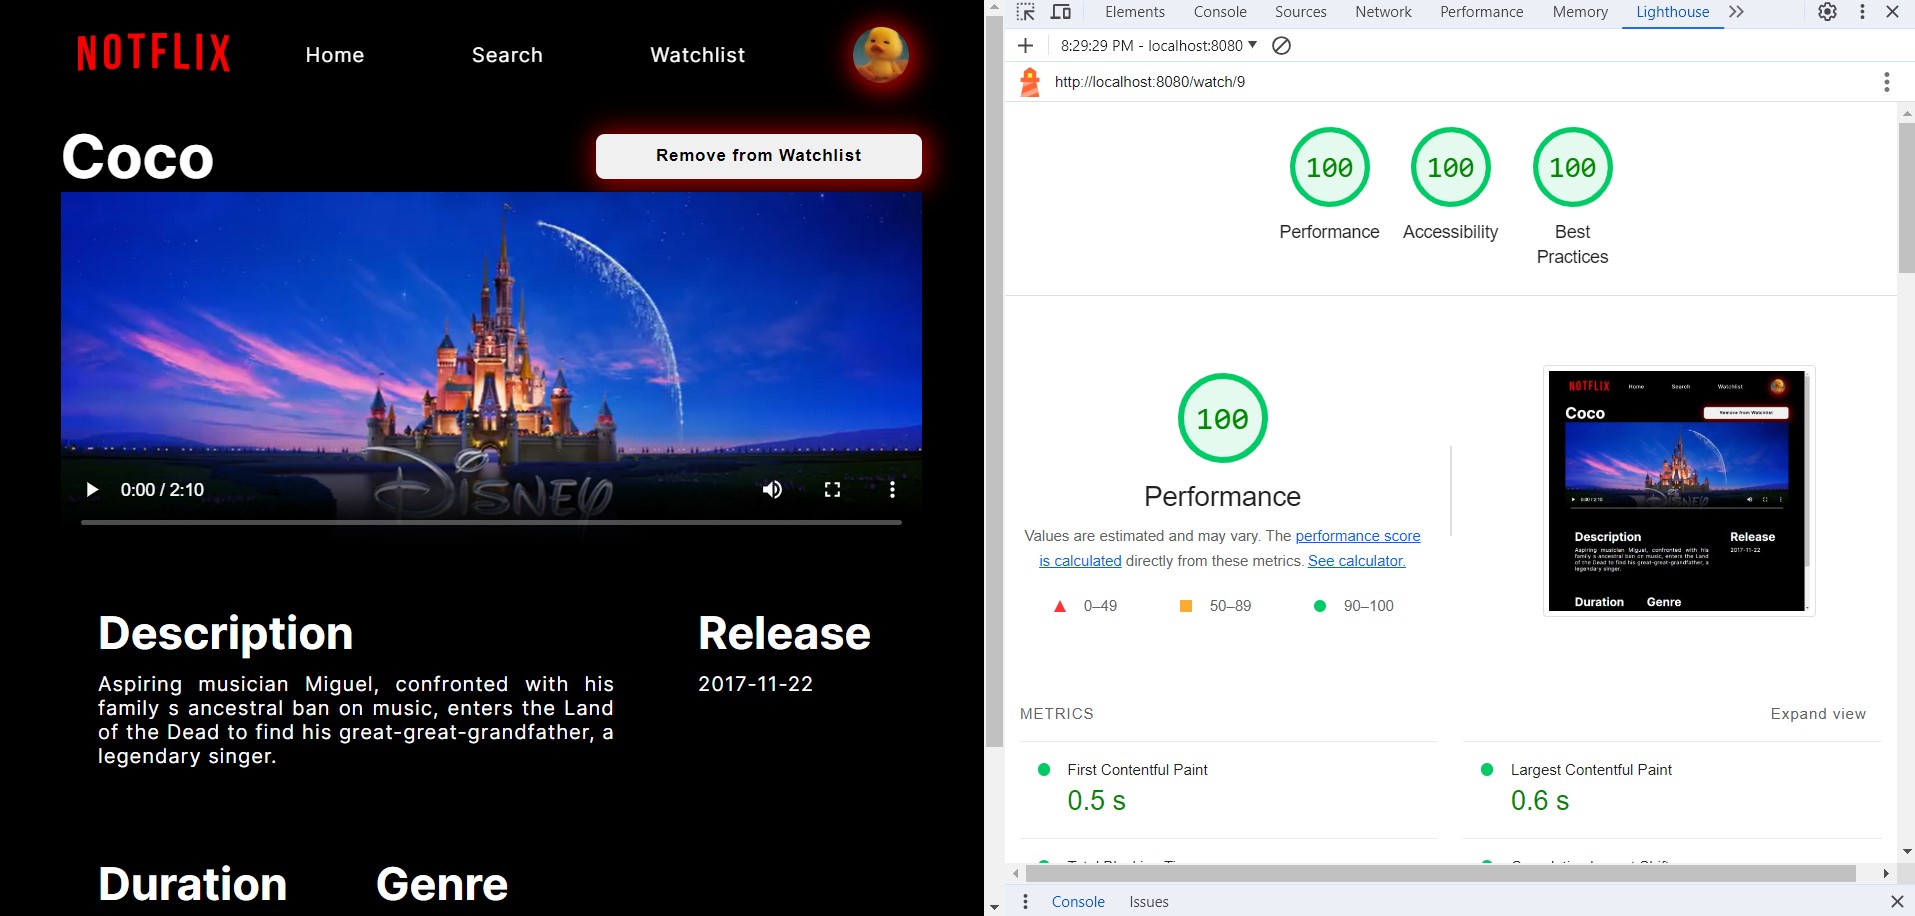 NOTFLIX
Home
Search
Watchlist
Coco
Remove from Watchlist
DISNEY
0:00 / 2:10
Description
Aspiring musician Miguel, confronted with his
family s ancestral ban on music, enters the Land
of the Dead to find his great-great-grandfather, a
legendary singer.
Release
2017-11-22
Duration
Genre
Elements
Console
Sources
Network
Performance
Memory
Lighthouse
8:29:29 PM - localhost:8080
http://localhost:8080/watch/9
100
Performance
100
Accessibility
100
Best
Practices
100
Performance
Values are estimated and may vary. The performance score
is calculated directly from these metrics. See calculator.
0–49
50–89
90–100
NOTFLIX
Home
Search
Watchlist
Coco
Remove from Watchlist
0:00 / 2:10
Description
Aspiring musician Miguel, confronted with his
family s ancestral ban on music, enters the Land
of the Dead to find his great-great-grandfather, a
legendary singer.
Release
2017-11-22
Duration
Genre
METRICS
Expand view
First Contentful Paint
0.5 s
Largest Contentful Paint
0.6 s
Console
Issues